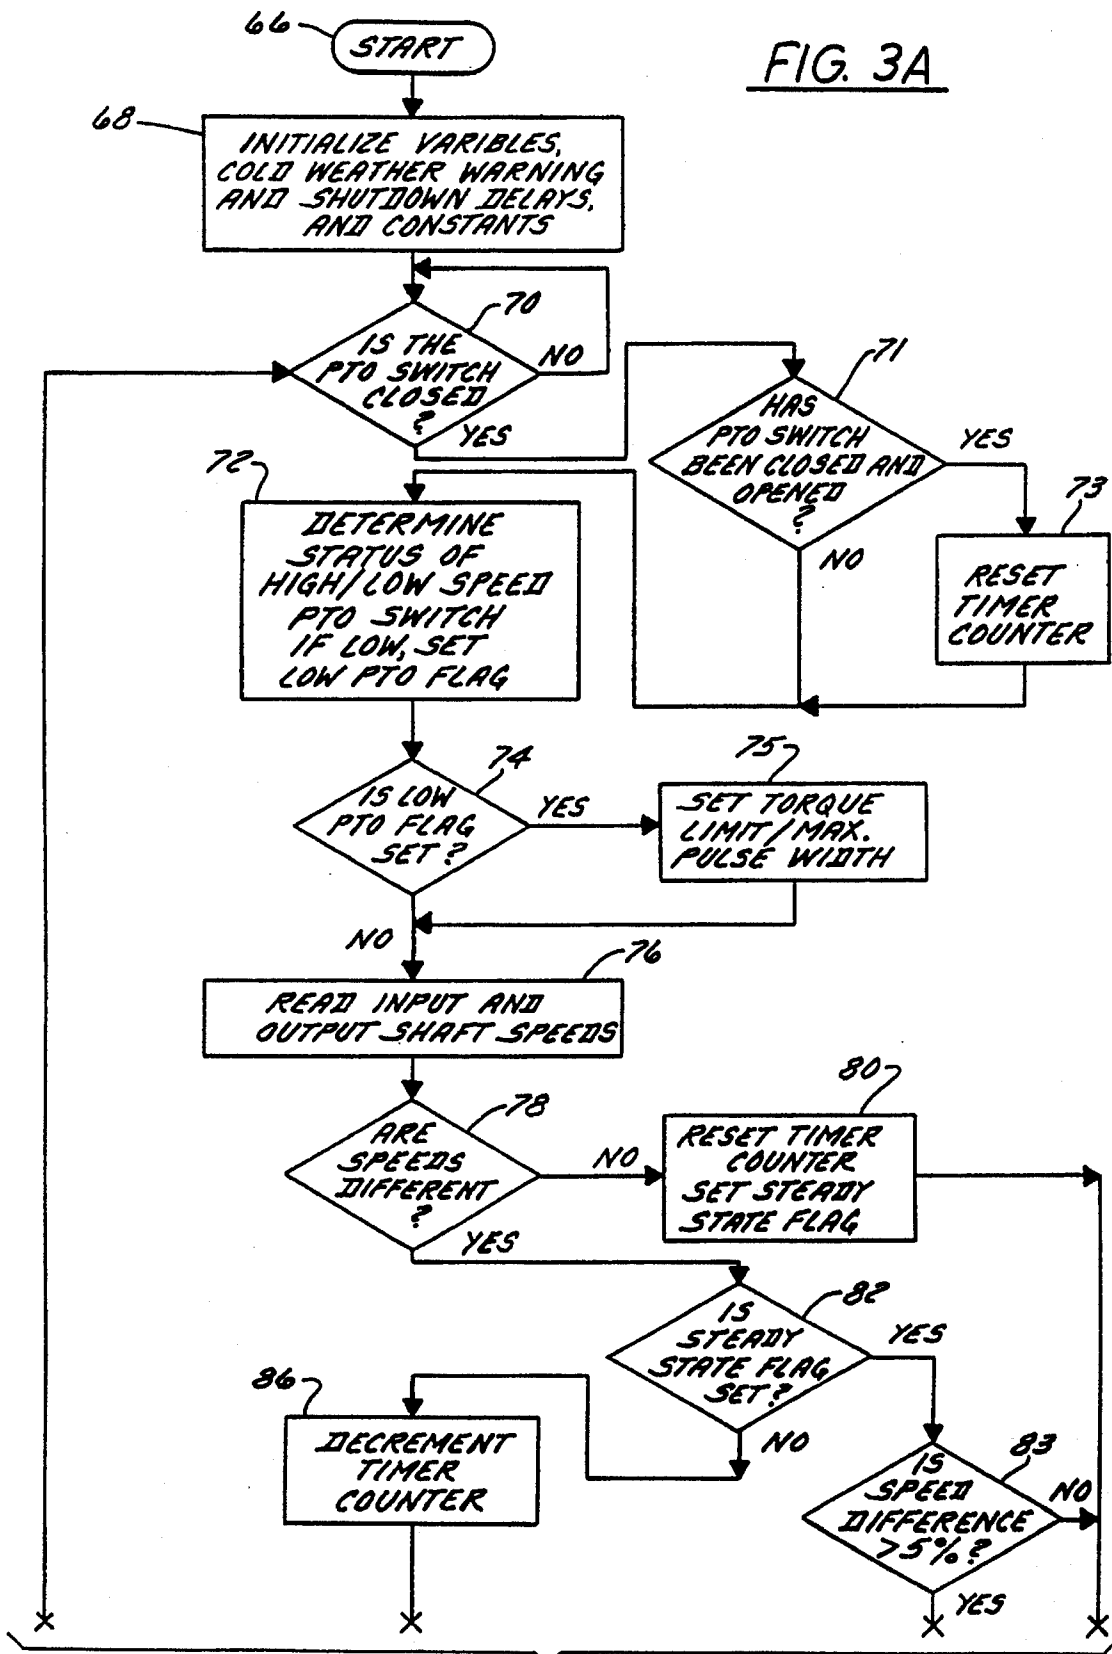 66
START
FIG. 3A
68
INITIALIZE VARIBLES,
COLD WEATHER WARNING
AND SHUTDOWN DELAYS,
AND CONSTANTS
70
IS THE
PTO SWITCH
CLOSED
?
NO
YES
71
HAS
PTO SWITCH
BEEN CLOSED AND
OPENED
?
YES
NO
73
RESET
TIMER
COUNTER
72
DETERMINE
STATUS OF
HIGH/LOW SPEED
PTO SWITCH
IF LOW, SET
LOW PTO FLAG
74
IS LOW
PTO FLAG
SET?
YES
NO
75
SET TORQUE
LIMIT/MAX.
PULSE WIDTH
76
READ INPUT AND
OUTPUT SHAFT SPEEDS
78
ARE
SPEEDS
DIFFERENT
?
NO
YES
80
RESET TIMER
COUNTER
SET STEADY
STATE FLAG
82
IS
STEADY
STATE FLAG
SET?
YES
NO
86
DECREMENT
TIMER
COUNTER
83
IS
SPEED
DIFFERENCE
>5%?
NO
YES